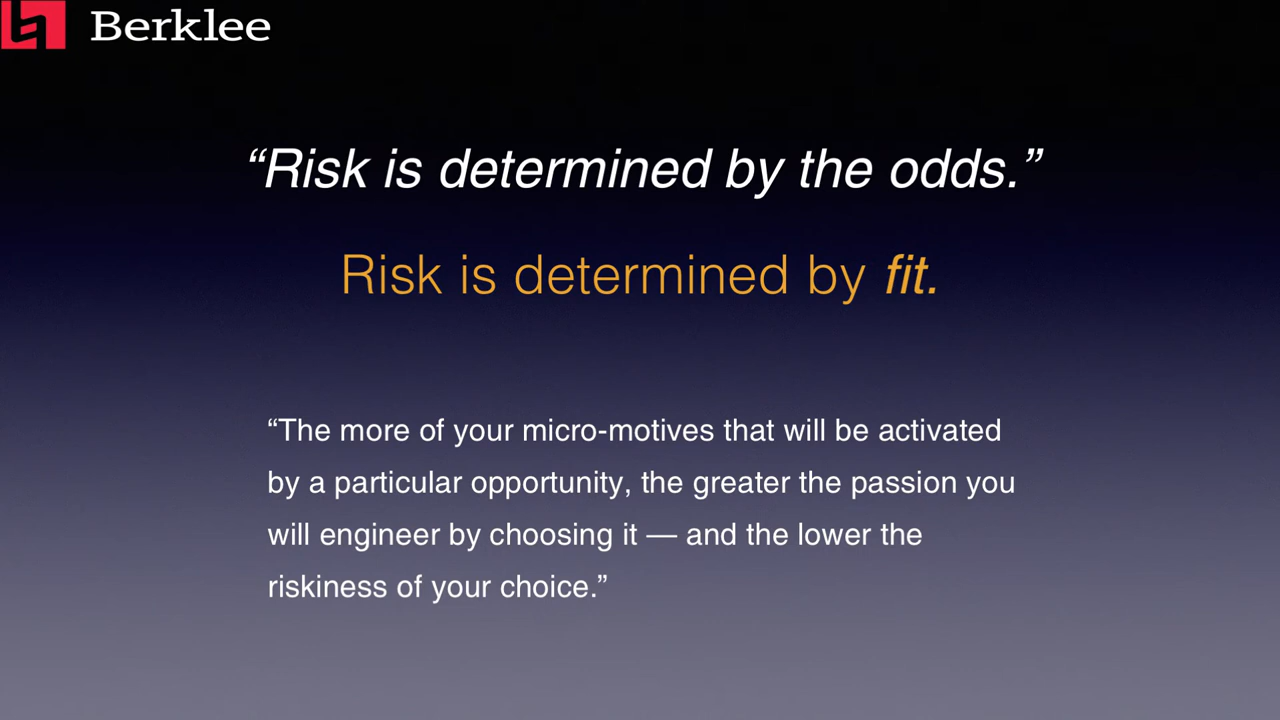 Berklee
“Risk is determined by the odds.”
Risk is determined by fit.
“The more of your micro-motives that will be activated
by a particular opportunity, the greater the passion you
will engineer by choosing it — and the lower the
riskiness of your choice.”